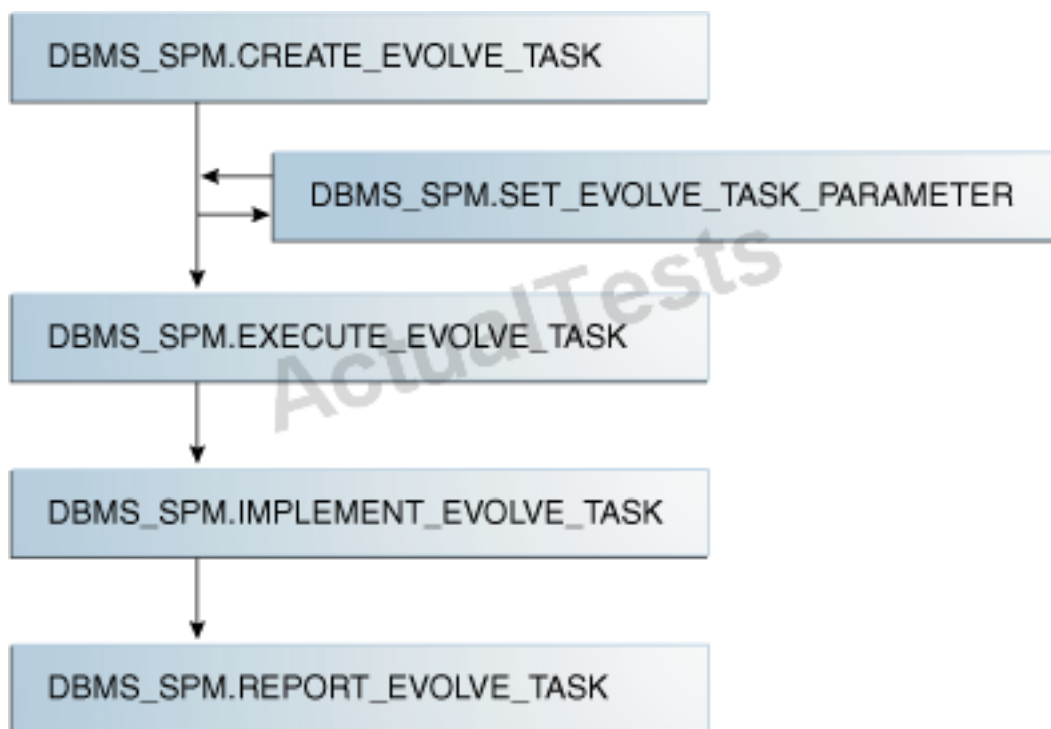 DBMS_SPM.CREATE_EVOLVE_TASK
DBMS_SPM.SET_EVOLVE_TASK_PARAMETER
ActualTests
DBMS_SPM.EXECUTE_EVOLVE_TASK
DBMS_SPM.IMPLEMENT_EVOLVE_TASK
DBMS_SPM.REPORT_EVOLVE_TASK